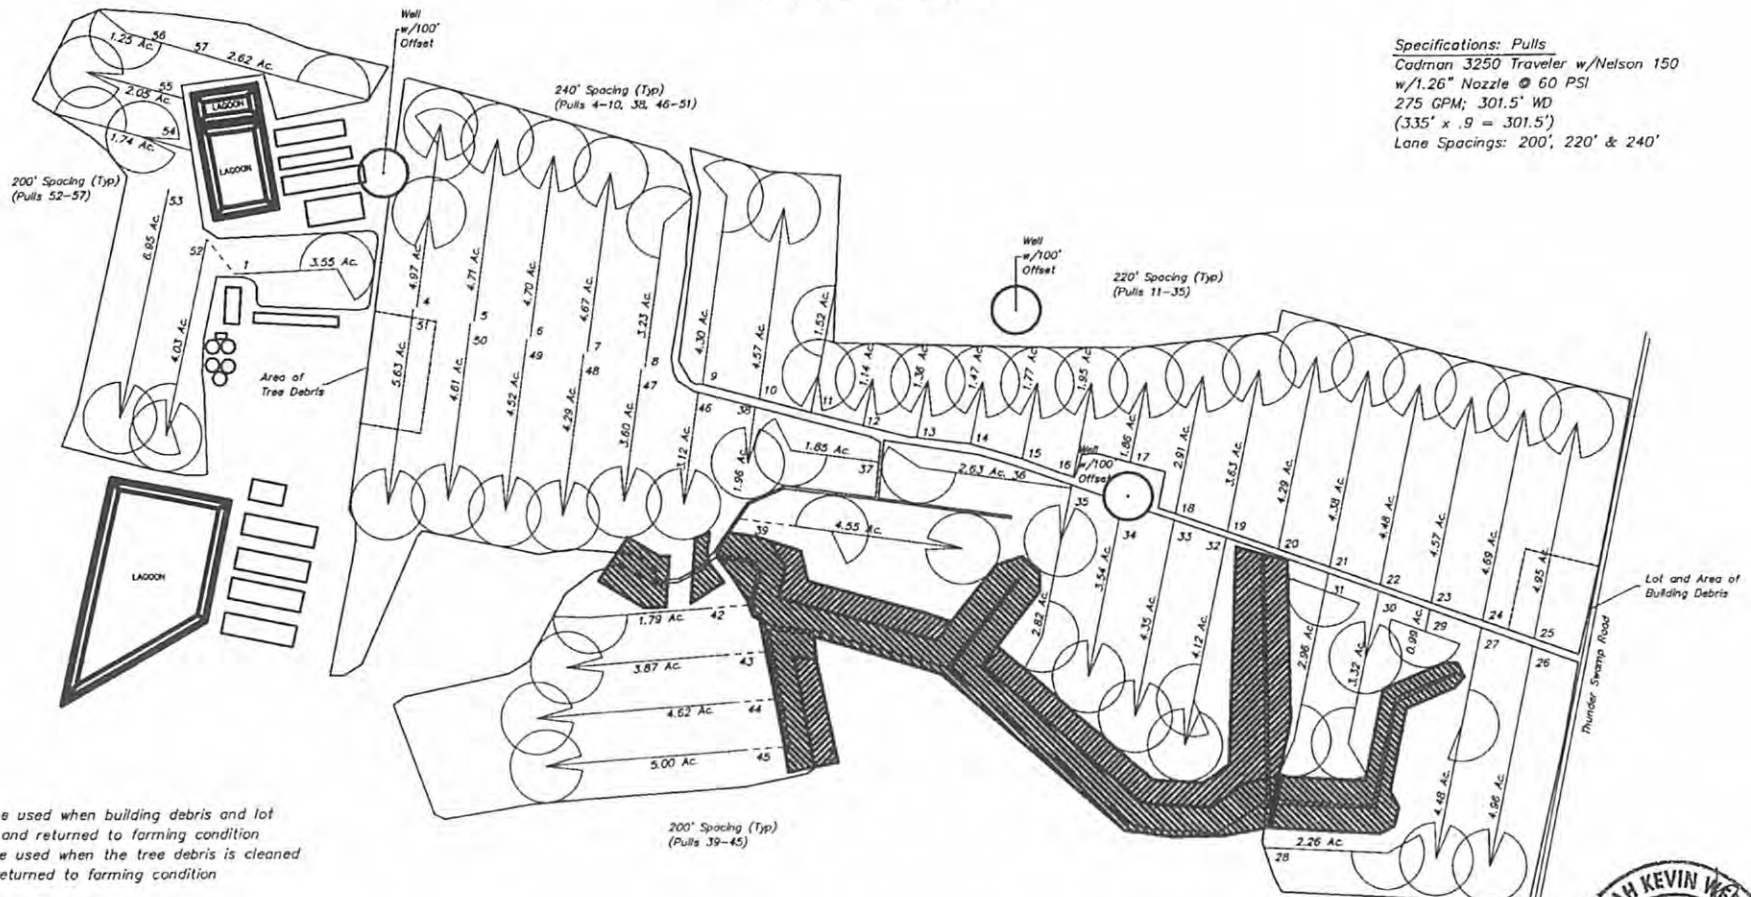 Specifications: Pulls
Cadman 3250 Traveler w/Nelson 150
w/1.26" Nozzle @ 60 PSI
275 GPM; 301.5' WD
(335' x .9 = 301.5')
Lane Spacings: 200', 220' & 240'
Well
w/100'
Offset
240' Spacing (Typ)
(Pulls 4-10, 38, 46-51)
56
1.25 Ac.
57
2.62 Ac.
55
2.05 Ac.
54
1.74 Ac.
LAGOON
LAGOON
200' Spacing (Typ)
(Pulls 52-57)
53
6.95 Ac.
52
4.03 Ac.
1
3.55 Ac.
Area of
Tree Debris
4.97 Ac.
4
51
5.63 Ac.
4.71 Ac.
5
50
4.61 Ac.
4.70 Ac.
6
49
4.52 Ac.
4.67 Ac.
7
48
4.29 Ac.
3.23 Ac.
8
47
3.60 Ac.
4.30 Ac.
9
46
3.12 Ac.
4.57 Ac.
10
38
1.96 Ac.
Well
w/100'
Offset
220' Spacing (Typ)
(Pulls 11-35)
1.52 Ac.
11
1.14 Ac.
12
1.36 Ac.
13
1.47 Ac.
14
1.77 Ac.
15
1.95 Ac.
16
1.86 Ac.
17
2.91 Ac.
18
3.63 Ac.
19
4.29 Ac.
20
4.38 Ac.
21
4.48 Ac.
22
4.57 Ac.
23
4.69 Ac.
24
4.95 Ac.
25
1.85 Ac.
37
2.63 Ac.
36
Well
w/100'
Offset
35
2.82 Ac.
34
3.54 Ac.
33
4.35 Ac.
32
4.12 Ac.
31
2.96 Ac.
30
3.32 Ac.
29
0.99 Ac.
27
4.48 Ac.
26
4.96 Ac.
28
2.26 Ac.
39
4.55 Ac.
42
1.79 Ac.
43
3.87 Ac.
44
4.62 Ac.
45
5.00 Ac.
200' Spacing (Typ)
(Pulls 39-45)
LAGOON
Lot and Area of
Building Debris
Thunder Swamp Road
used when building debris and lot
and returned to farming condition
used when the tree debris is cleaned
returned to farming condition
KEVIN